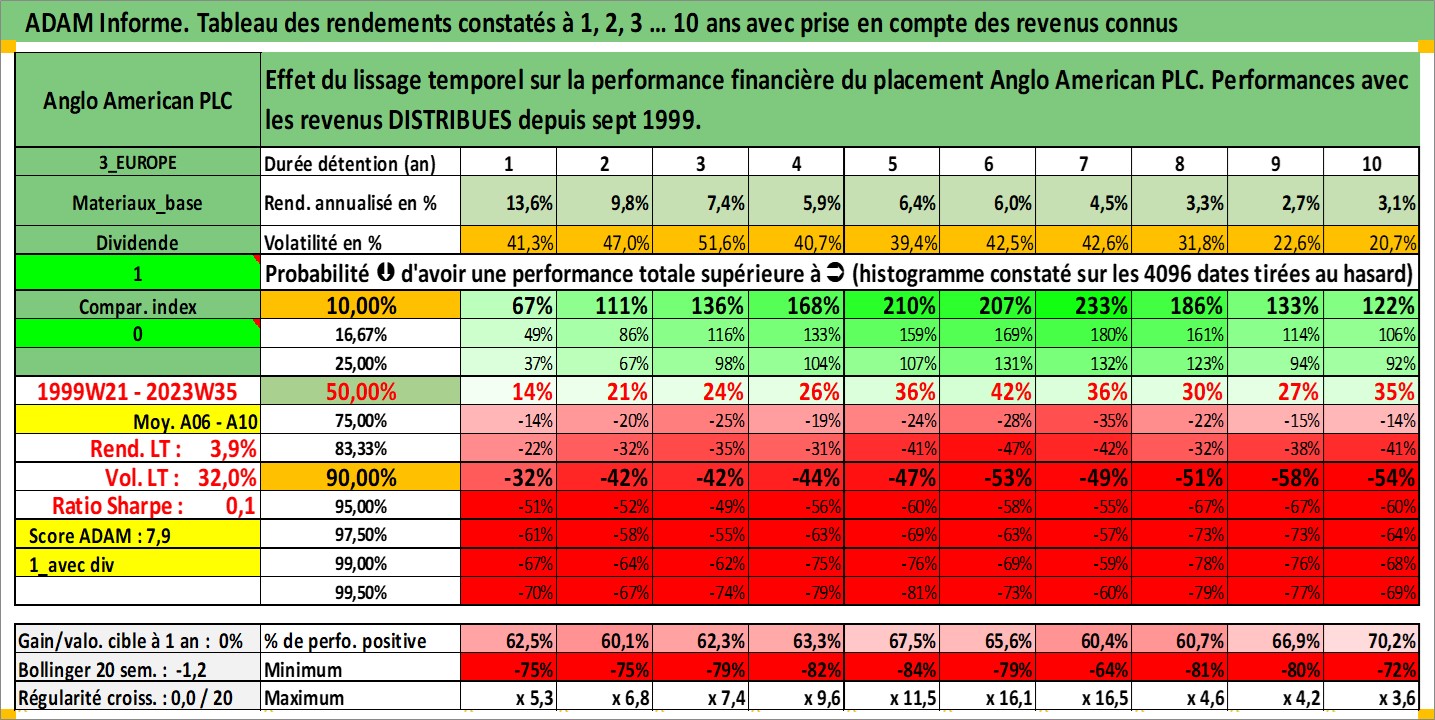 ADAM Informe. Tableau des rendements constatés à 1, 2, 3 ... 10 ans avec prise en compte des revenus connus
Anglo American PLC
Effet du lissage temporel sur la performance financière du placement Anglo American PLC. Performances avec
les revenus DISTRIBUES depuis sept 1999.
3_EUROPE Durée détention (an) 1 2 3 4 5 6 7 8 9 10
Materiaux_base Rend. annualisé en % 13,6% 9,8% 7,4% 5,9% 6,4% 6,0% 4,5% 3,3% 2,7% 3,1%
Dividende Volatilité en % 41,3% 47,0% 51,6% 40,7% 39,4% 42,5% 42,6% 31,8% 22,6% 20,7%
1 Probabilité d'avoir une performance totale supérieure à (histogramme constaté sur les 4096 dates tirées au hasard)
Compar. index 10,00% 67% 111% 136% 168% 210% 207% 233% 186% 133% 122%
0 16,67% 49% 86% 116% 133% 159% 169% 180% 161% 114% 106%
25,00% 37% 67% 98% 104% 107% 131% 132% 123% 94% 92%
1999W21 - 2023W35 50,00% 14% 21% 24% 26% 36% 42% 36% 30% 27% 35%
Moy. A06 - A10 75,00% -14% -20% -25% -19% -24% -28% -35% -22% -15% -14%
Rend. LT : 3,9% 83,33% -22% -32% -35% -31% -41% -47% -42% -32% -38% -41%
Vol. LT : 32,0% 90,00% -32% -42% -42% -44% -47% -53% -49% -51% -58% -54%
Ratio Sharpe : 0,1 95,00% -51% -52% -49% -56% -60% -58% -55% -67% -67% -60%
Score ADAM : 7,9 97,50% -61% -58% -55% -63% -69% -63% -57% -73% -73% -64%
1_avec div 99,00% -67% -64% -62% -75% -76% -69% -59% -78% -76% -68%
99,50% -70% -67% -74% -79% -81% -73% -60% -79% -77% -69%
Gain/valo. cible à 1 an : 0% % de perfo. positive 62,5% 60,1% 62,3% 63,3% 67,5% 65,6% 60,4% 60,7% 66,9% 70,2%
Bollinger 20 sem. : -1,2 Minimum -75% -75% -79% -82% -84% -79% -64% -81% -80% -72%
Régularité croiss. : 0,0 / 20 Maximum x 5,3 x 6,8 x 7,4 x 9,6 x 11,5 x 16,1 x 16,5 x 4,6 x 4,2 x 3,6